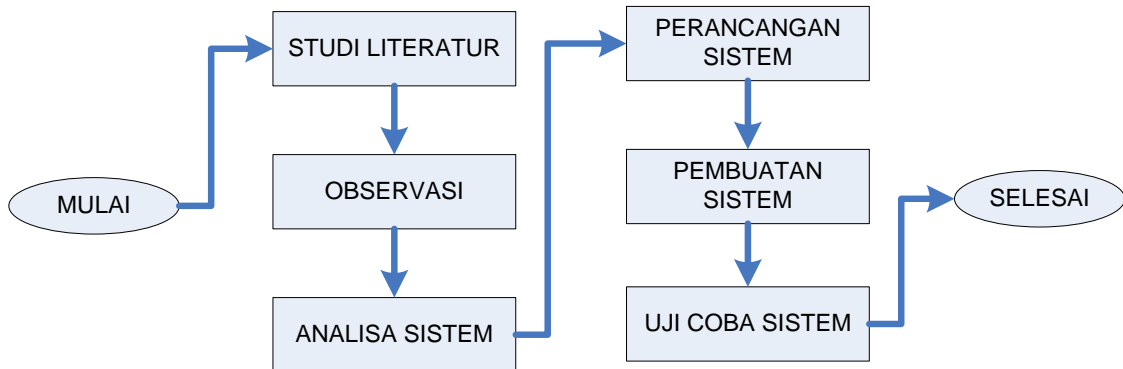 MULAI
STUDI LITERATUR
OBSERVASI
ANALISA SISTEM
PERANCANGAN
SISTEM
PEMBUATAN
SISTEM
UJI COBA SISTEM
SELESAI